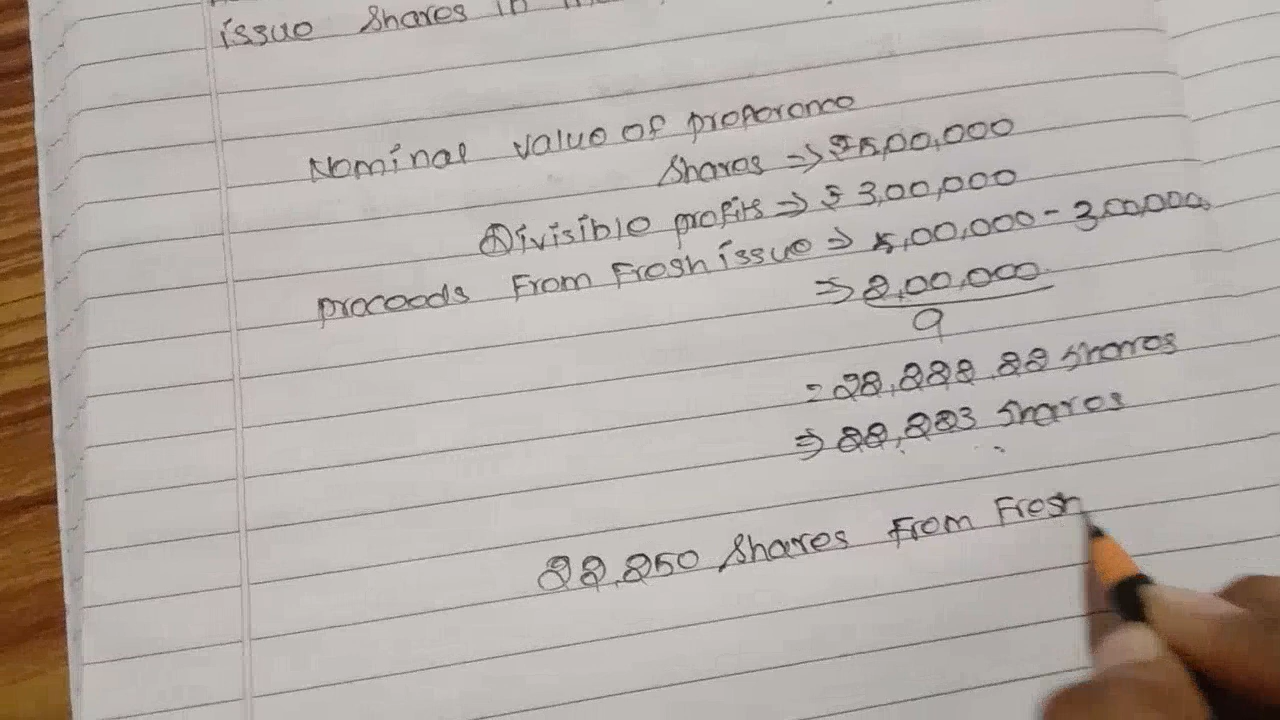 issue shares in
Nominal value of preference
shares ⇒ ₹5,00,000
Divisible profits ⇒ ₹3,00,000
proceeds From Fresh issue ⇒ 5,00,000 - 3,00,000
⇒ 2,00,000
9
= 22,222.22 shares
⇒ 22,223 shares
22,250 shares From Fresh